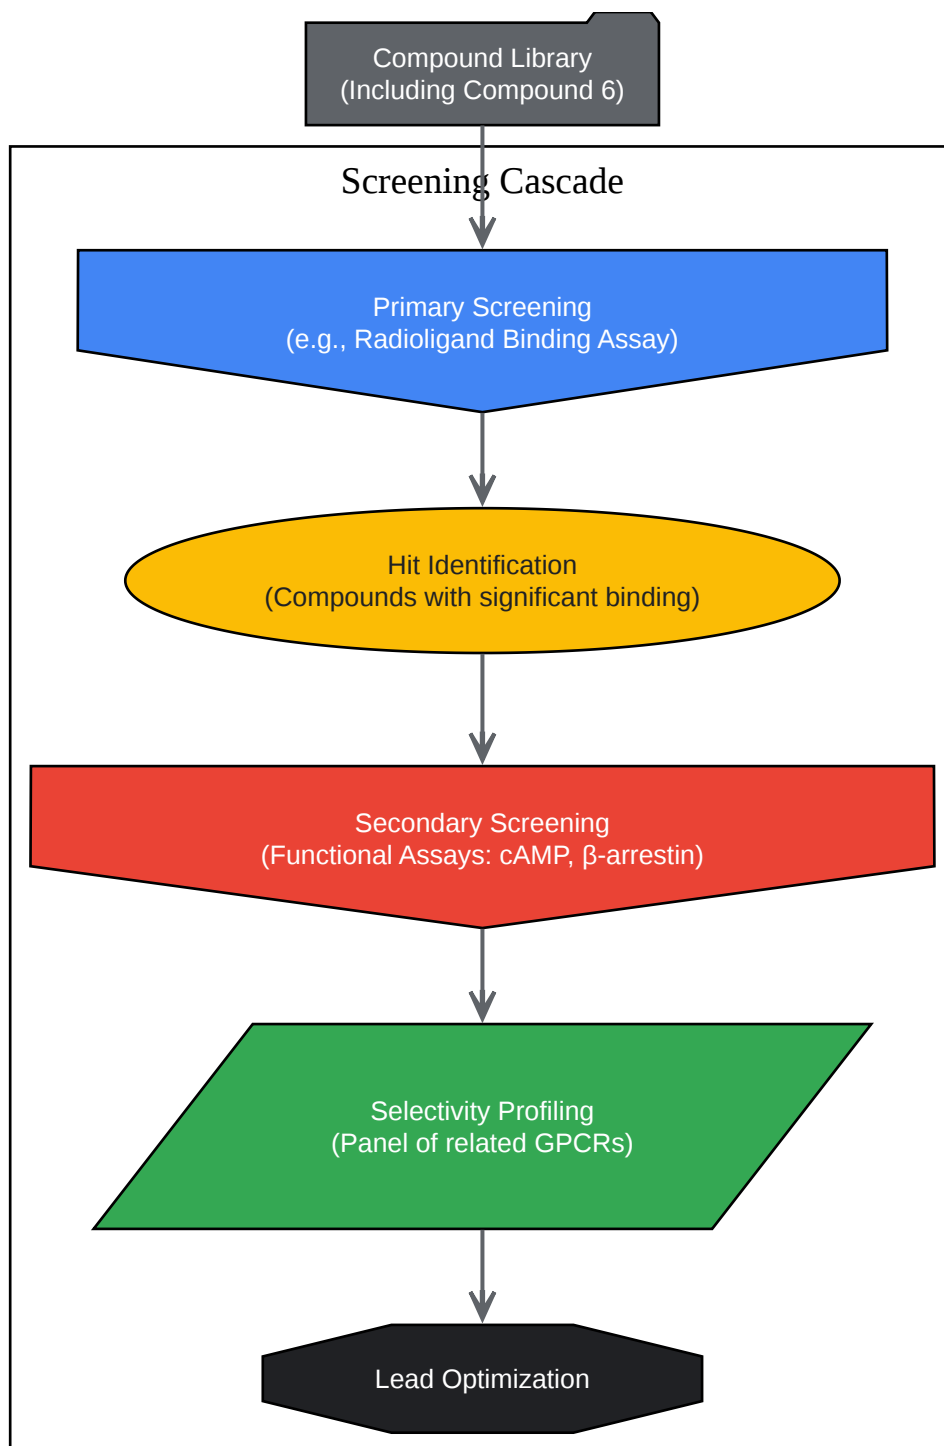 Compound Library
(Including Compound 6)
Screening Cascade
Primary Screening
(e.g., Radioligand Binding Assay)
Hit Identification
(Compounds with significant binding)
Secondary Screening
(Functional Assays: cAMP, β-arrestin)
Selectivity Profiling
(Panel of related GPCRs)
Lead Optimization